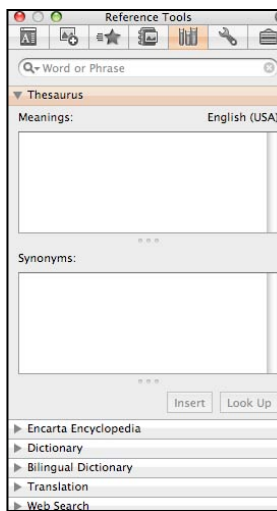 Reference Tools
Word or Phrase
Thesaurus
Meanings: English (USA)
Synonyms:
Insert Look Up
Encarta Encyclopedia
Dictionary
Bilingual Dictionary
Translation
Web Search